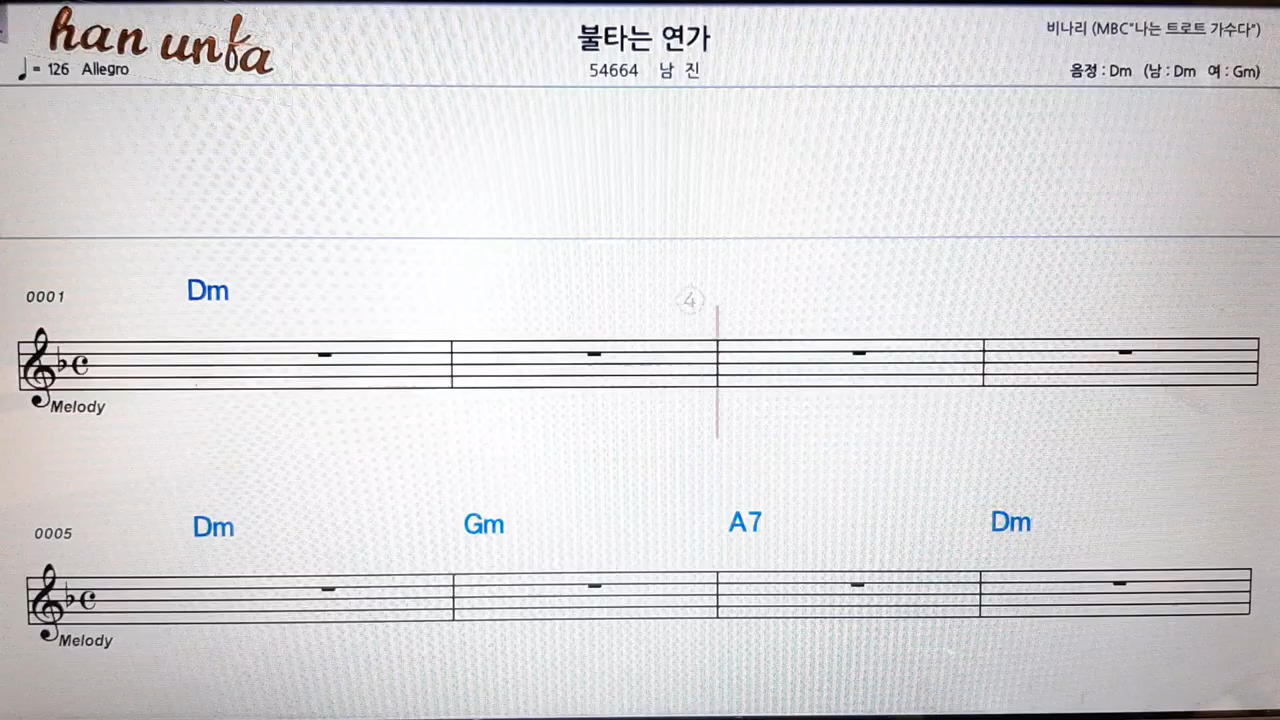 han unfa
불타는 연가
비나리 (MBC"나는 트로트 가수다")
♩= 126 Allegro
54664 남 진
음정 : Dm (남 : Dm 여 : Gm)
0001 Dm ④
Melody
0005 Dm Gm A7 Dm
Melody